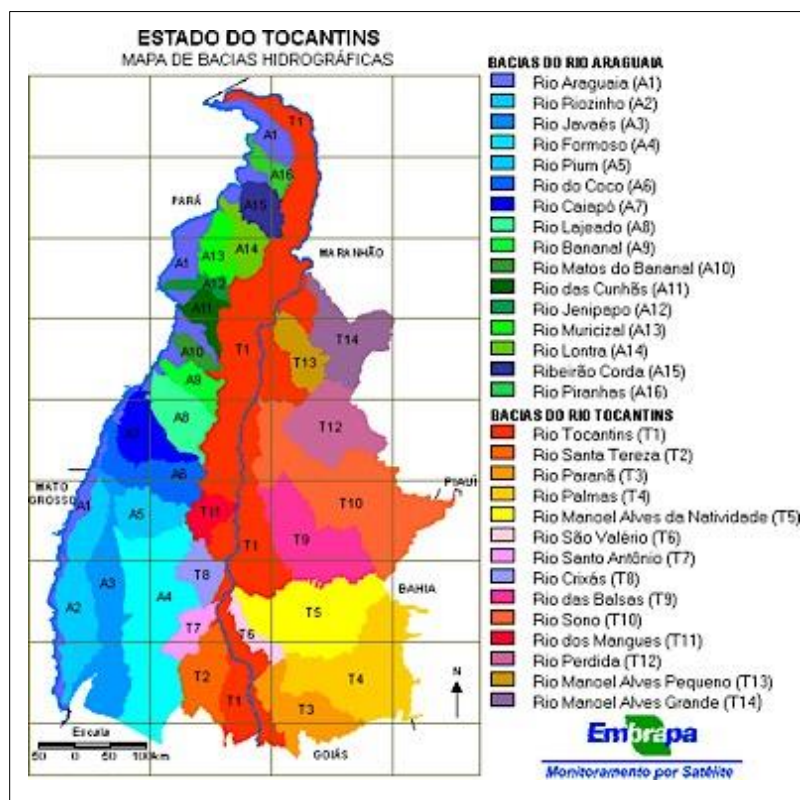 ESTADO DO TOCANTINS
MAPA DE BACIAS HIDROGRÁFICAS
T1
A1
A16
PARÁ
A15
A14
A13
MARANHÃO
A1
A12
A11
T14
T1
A10
T13
A9
A8
T12
A7
A6
PIAUÍ
MATO
GROSSO
A1
A5
T11
T10
T9
T1
T8
A3
A2
A4
BAHIA
T5
T7
T6
T2
T4
T1
T3
N
Escala
50 0 50 100km
GOIÁS
BACIAS DO RIO ARAGUAIA
Rio Araguaia (A1)
Rio Riozinho (A2)
Rio Javaés (A3)
Rio Formoso (A4)
Rio Pium (A5)
Rio do Coco (A6)
Rio Caiapó (A7)
Rio Lajeado (A8)
Rio Bananal (A9)
Rio Matos do Bananal (A10)
Rio das Cunhãs (A11)
Rio Jenipapo (A12)
Rio Muricizal (A13)
Rio Lontra (A14)
Ribeirão Corda (A15)
Rio Piranhas (A16)
BACIAS DO RIO TOCANTINS
Rio Tocantins (T1)
Rio Santa Tereza (T2)
Rio Paranã (T3)
Rio Palmas (T4)
Rio Manoel Alves da Natividade (T5)
Rio São Valério (T6)
Rio Santo Antônio (T7)
Rio Crixás (T8)
Rio das Balsas (T9)
Rio Sono (T10)
Rio dos Mangues (T11)
Rio Perdida (T12)
Rio Manoel Alves Pequeno (T13)
Rio Manoel Alves Grande (T14)
Embrapa
Monitoramento por Satélite